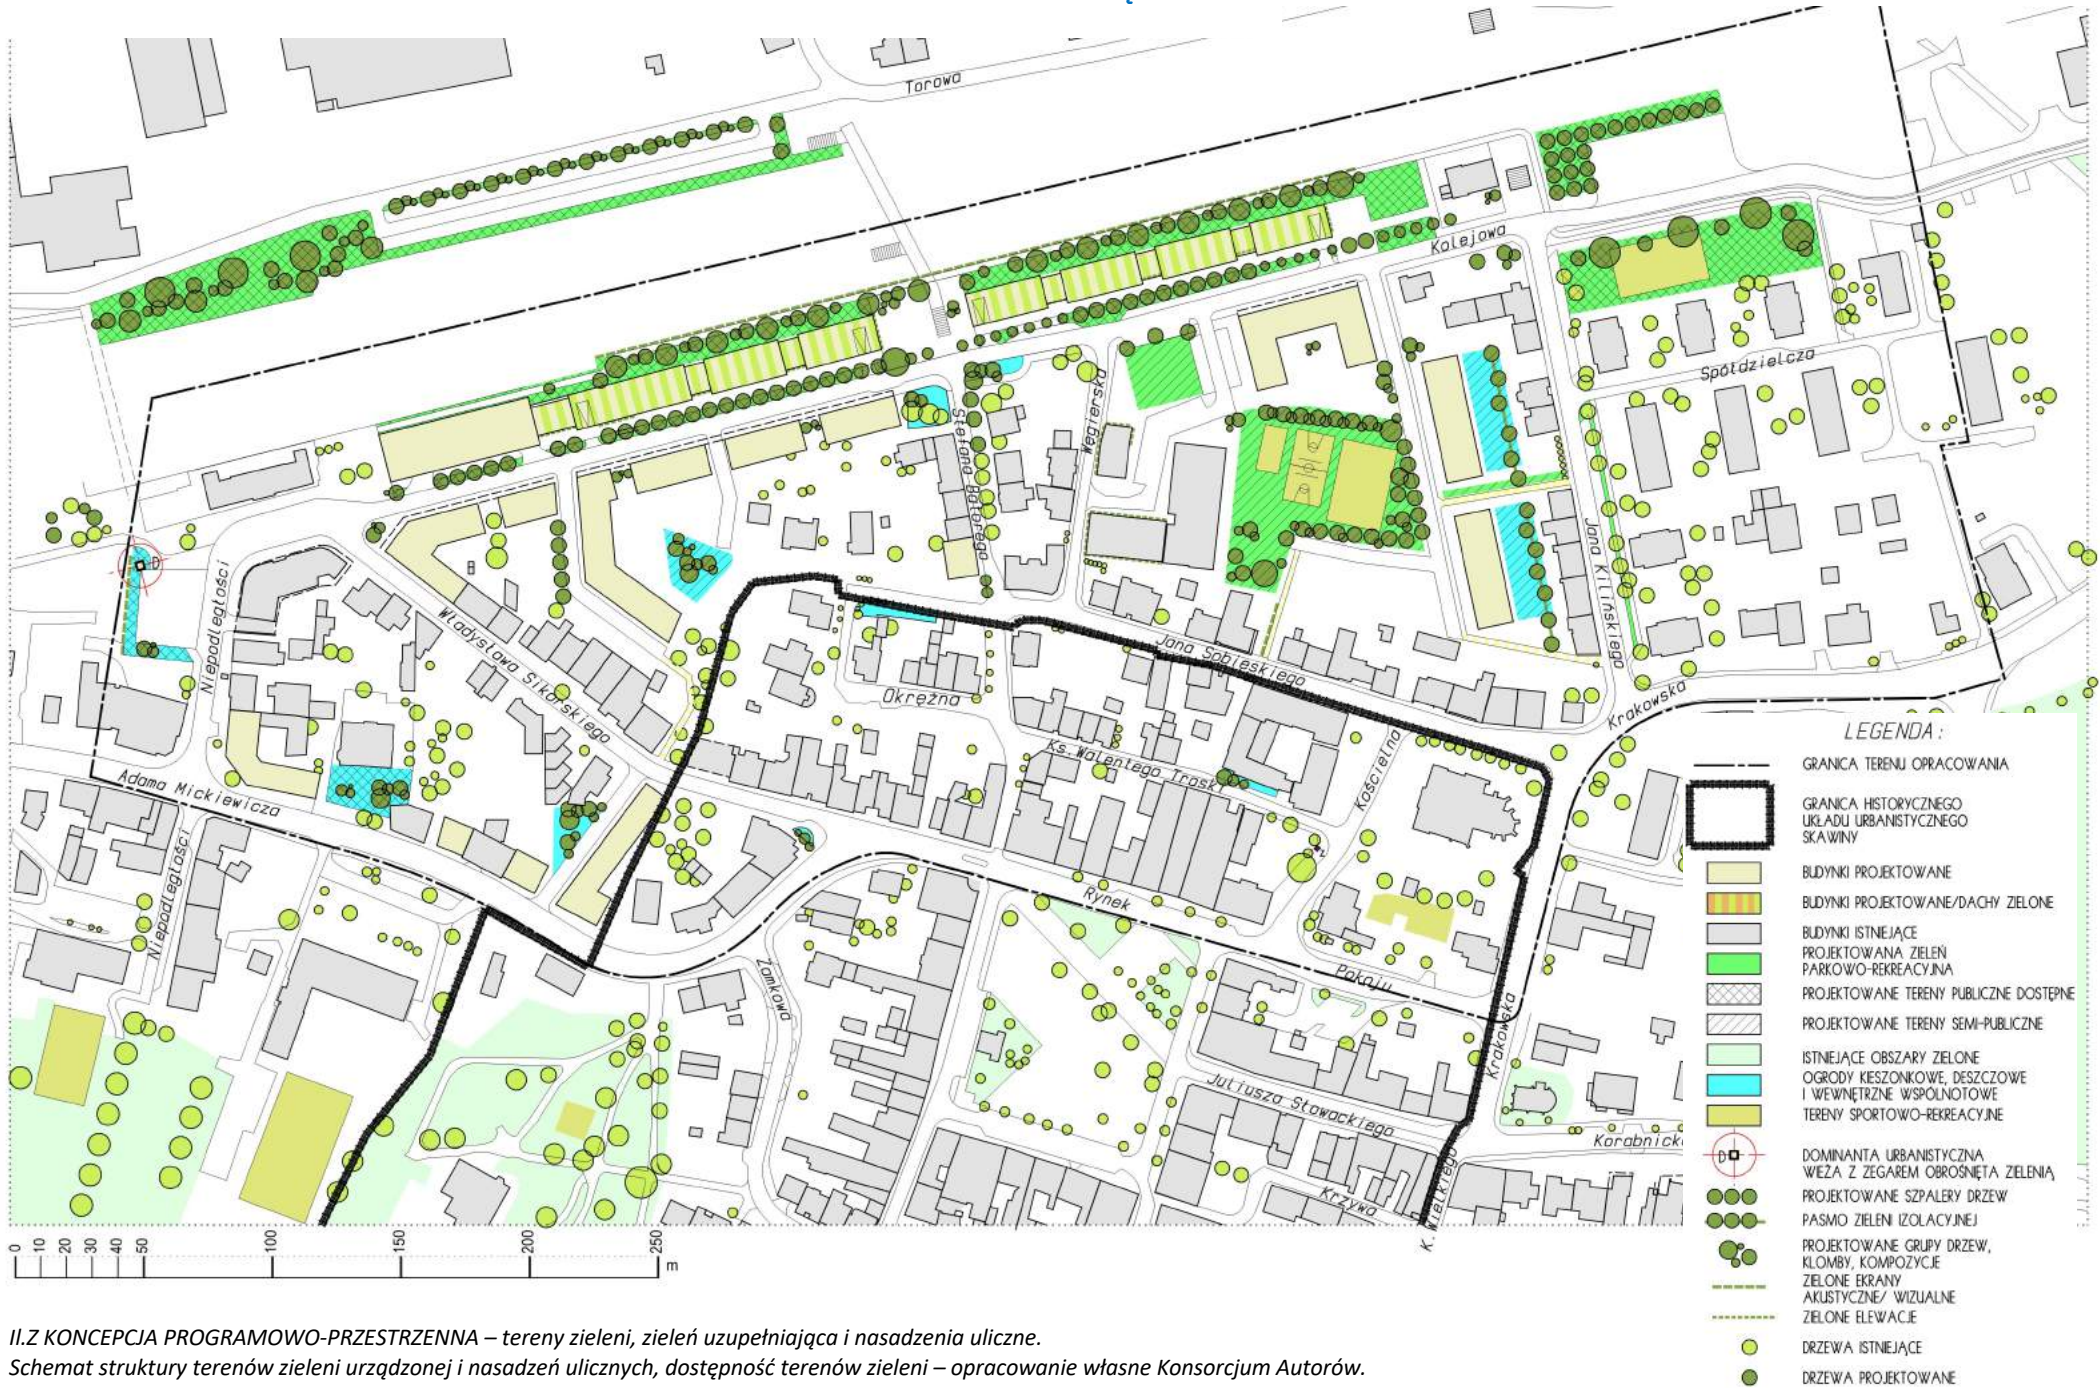 Torowa
Kolejowa
Spółdzielcza
Węgierska
Stefana Batorego
Jana Kilińskiego
D
Niepodległości
Władysława Sikorskiego
Jana Sobieskiego
Okrężna
Krakowska
Ks. Walentego Troski
Kościelna
Adama Mickiewicza
Niepodległości
Rynek
Pokoju
Zamkowa
Krakowska
Juliusza Słowackiego
Krzywa
K. Wielkiego
LEGENDA:
GRANICA TERENU OPRACOWANIA
GRANICA HISTORYCZNEGO
UKŁADU URBANISTYCZNEGO
SKAWINY
BUDYNKI PROJEKTOWANE
BUDYNKI PROJEKTOWANE/DACHY ZIELONE
BUDYNKI ISTNIEJĄCE
PROJEKTOWANA ZIELEŃ
PARKOWO-REKREACYJNA
PROJEKTOWANE TERENY PUBLICZNE DOSTĘPNE
PROJEKTOWANE TERENY SEMI-PUBLICZNE
ISTNIEJĄCE OBSZARY ZIELONE
OGRODY KIESZONKOWE, DESZCZOWE
I WEWNĘTRZNE WSPÓLNOTOWE
TERENY SPORTOWO-REKREACYJNE
D
DOMINANTA URBANISTYCZNA
WIEŻA Z ZEGAREM OBROŚNIĘTA ZIELENIĄ
PROJEKTOWANE SZPALERY DRZEW
PASMO ZIELENI IZOLACYJNEJ
PROJEKTOWANE GRUPY DRZEW,
KLOMBY, KOMPOZYCJE
ZIELONE EKRANY
AKUSTYCZNE/ WIZUALNE
ZIELONE ELEWACJE
DRZEWA ISTNIEJĄCE
DRZEWA PROJEKTOWANE
0 10 20 30 40 50 100 150 200 250 m
Il.Z KONCEPCJA PROGRAMOWO-PRZESTRZENNA – tereny zieleni, zieleń uzupełniająca i nasadzenia uliczne.
Schemat struktury terenów zieleni urządzonej i nasadzeń ulicznych, dostępność terenów zieleni – opracowanie własne Konsorcjum Autorów.